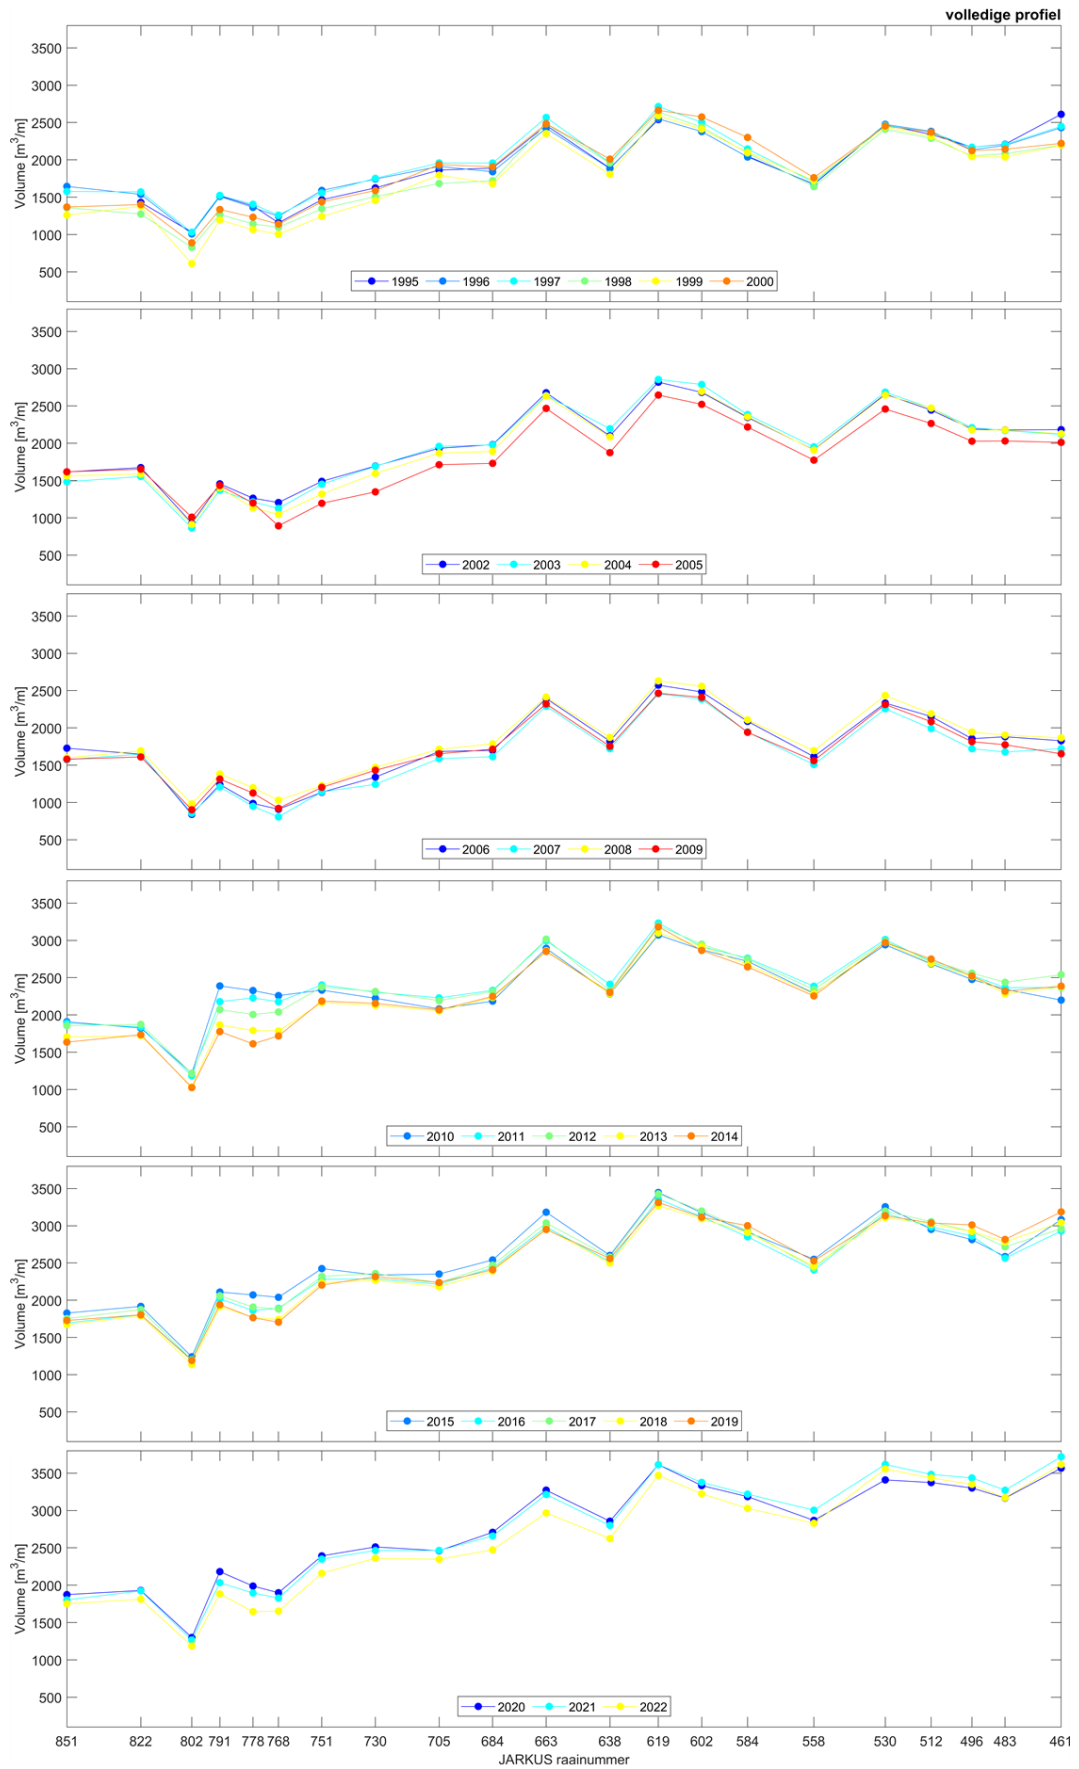 volledige profiel
3500
3000
2500
2000
1500
1000
500
Volume [m³/m]
1995 1996 1997 1998 1999 2000
3500
3000
2500
2000
1500
1000
500
Volume [m³/m]
2002 2003 2004 2005
3500
3000
2500
2000
1500
1000
500
Volume [m³/m]
2006 2007 2008 2009
3500
3000
2500
2000
1500
1000
500
Volume [m³/m]
2010 2011 2012 2013 2014
3500
3000
2500
2000
1500
1000
500
Volume [m³/m]
2015 2016 2017 2018 2019
3500
3000
2500
2000
1500
1000
500
Volume [m³/m]
2020 2021 2022
851 822 802 791 778 768 751 730 705 684 663 638 619 602 584 558 530 512 496 483 461
JARKUS raainummer